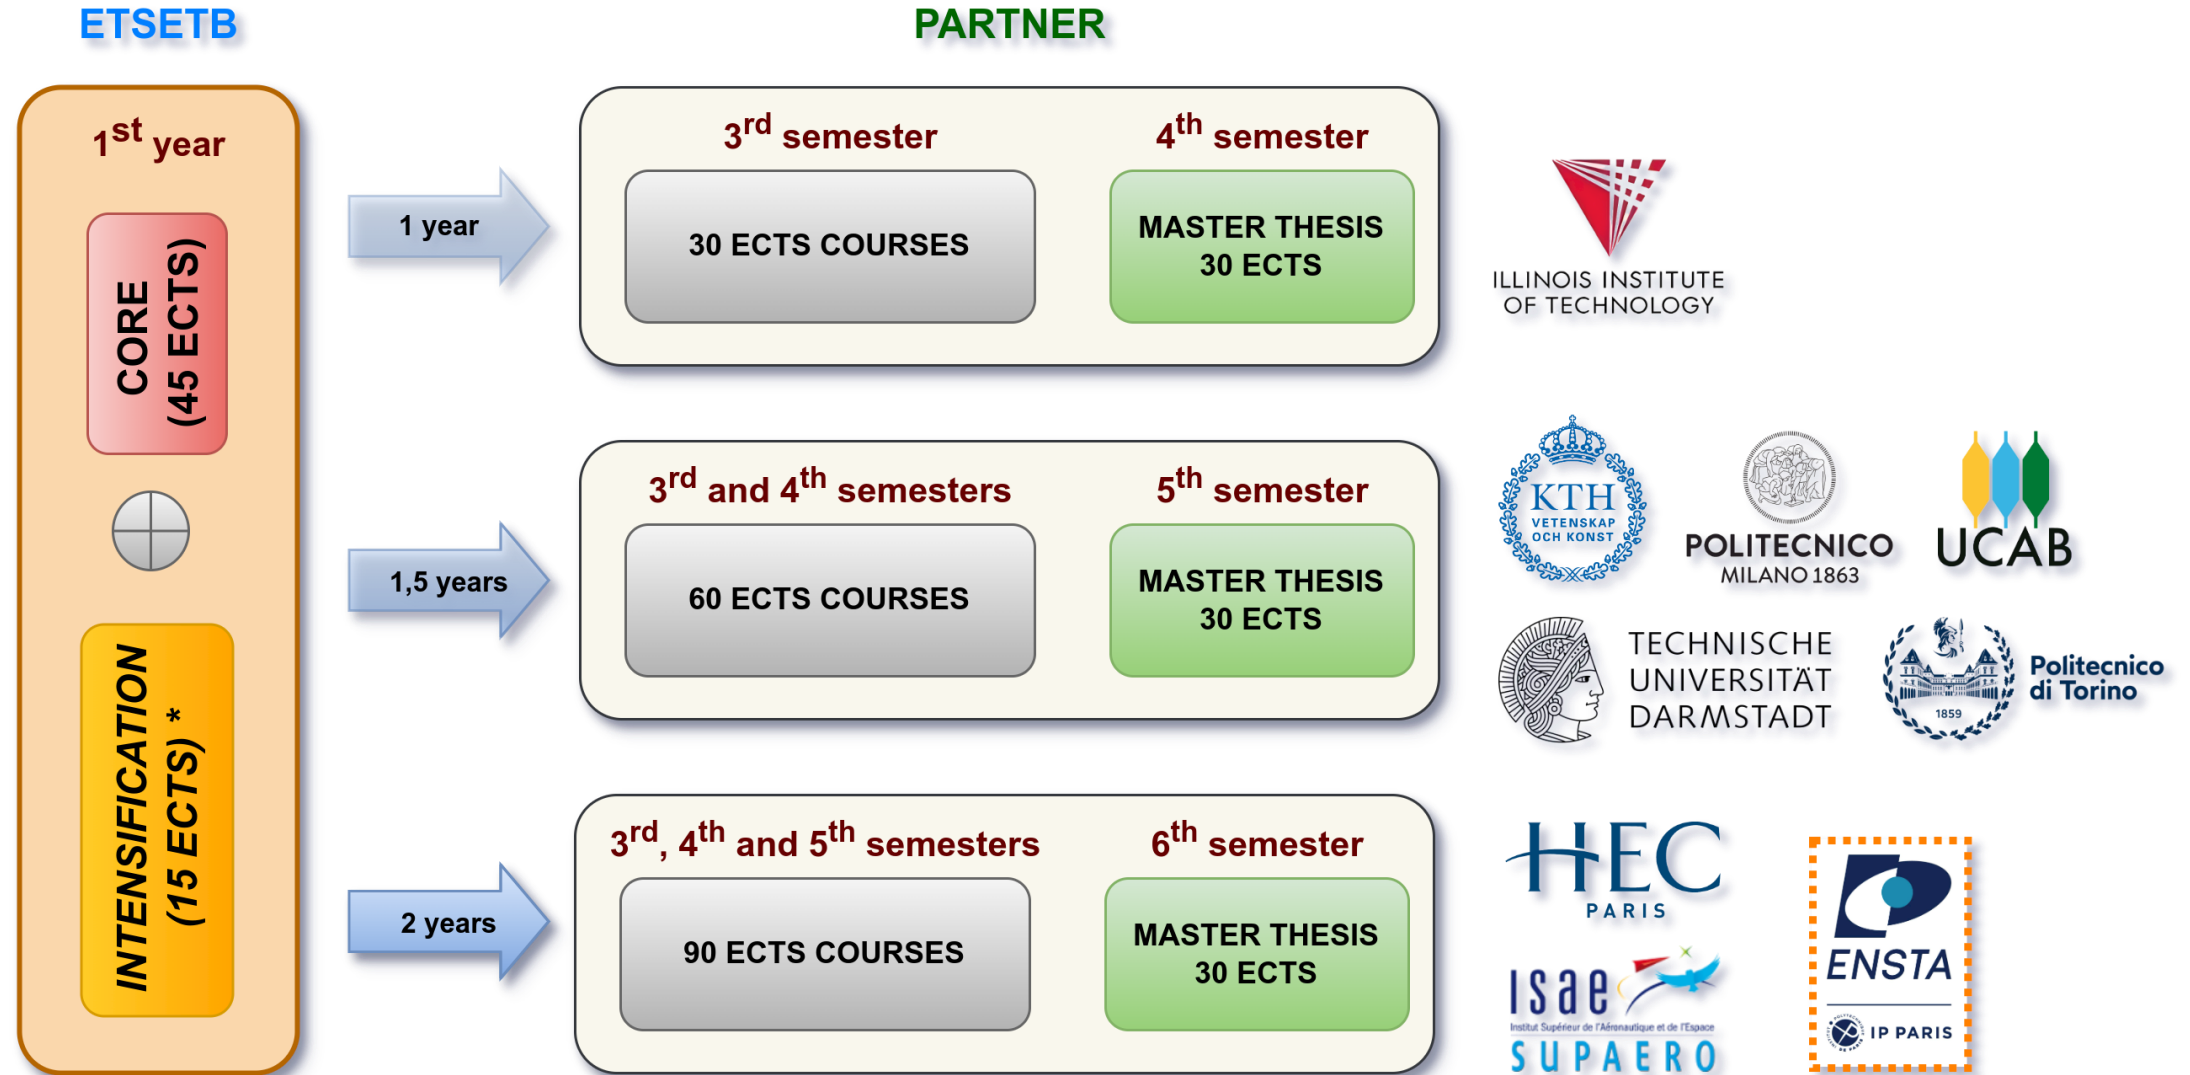 ETSETB
PARTNER
1st year
CORE
(45 ECTS)
INTENSIFICATION
(15 ECTS) *
1 year
3rd semester
4th semester
30 ECTS COURSES
MASTER THESIS
30 ECTS
ILLINOIS INSTITUTE
OF TECHNOLOGY
1,5 years
3rd and 4th semesters
5th semester
60 ECTS COURSES
MASTER THESIS
30 ECTS
KTH
VETENSKAP
OCH KONST
POLITECNICO
MILANO 1863
UCAB
TECHNISCHE
UNIVERSITÄT
DARMSTADT
1859
Politecnico
di Torino
2 years
3rd, 4th and 5th semesters
6th semester
90 ECTS COURSES
MASTER THESIS
30 ECTS
HEC
PARIS
isae
Institut Supérieur de l'Aéronautique et de l'Espace
SUPAERO
ENSTA
IP PARIS